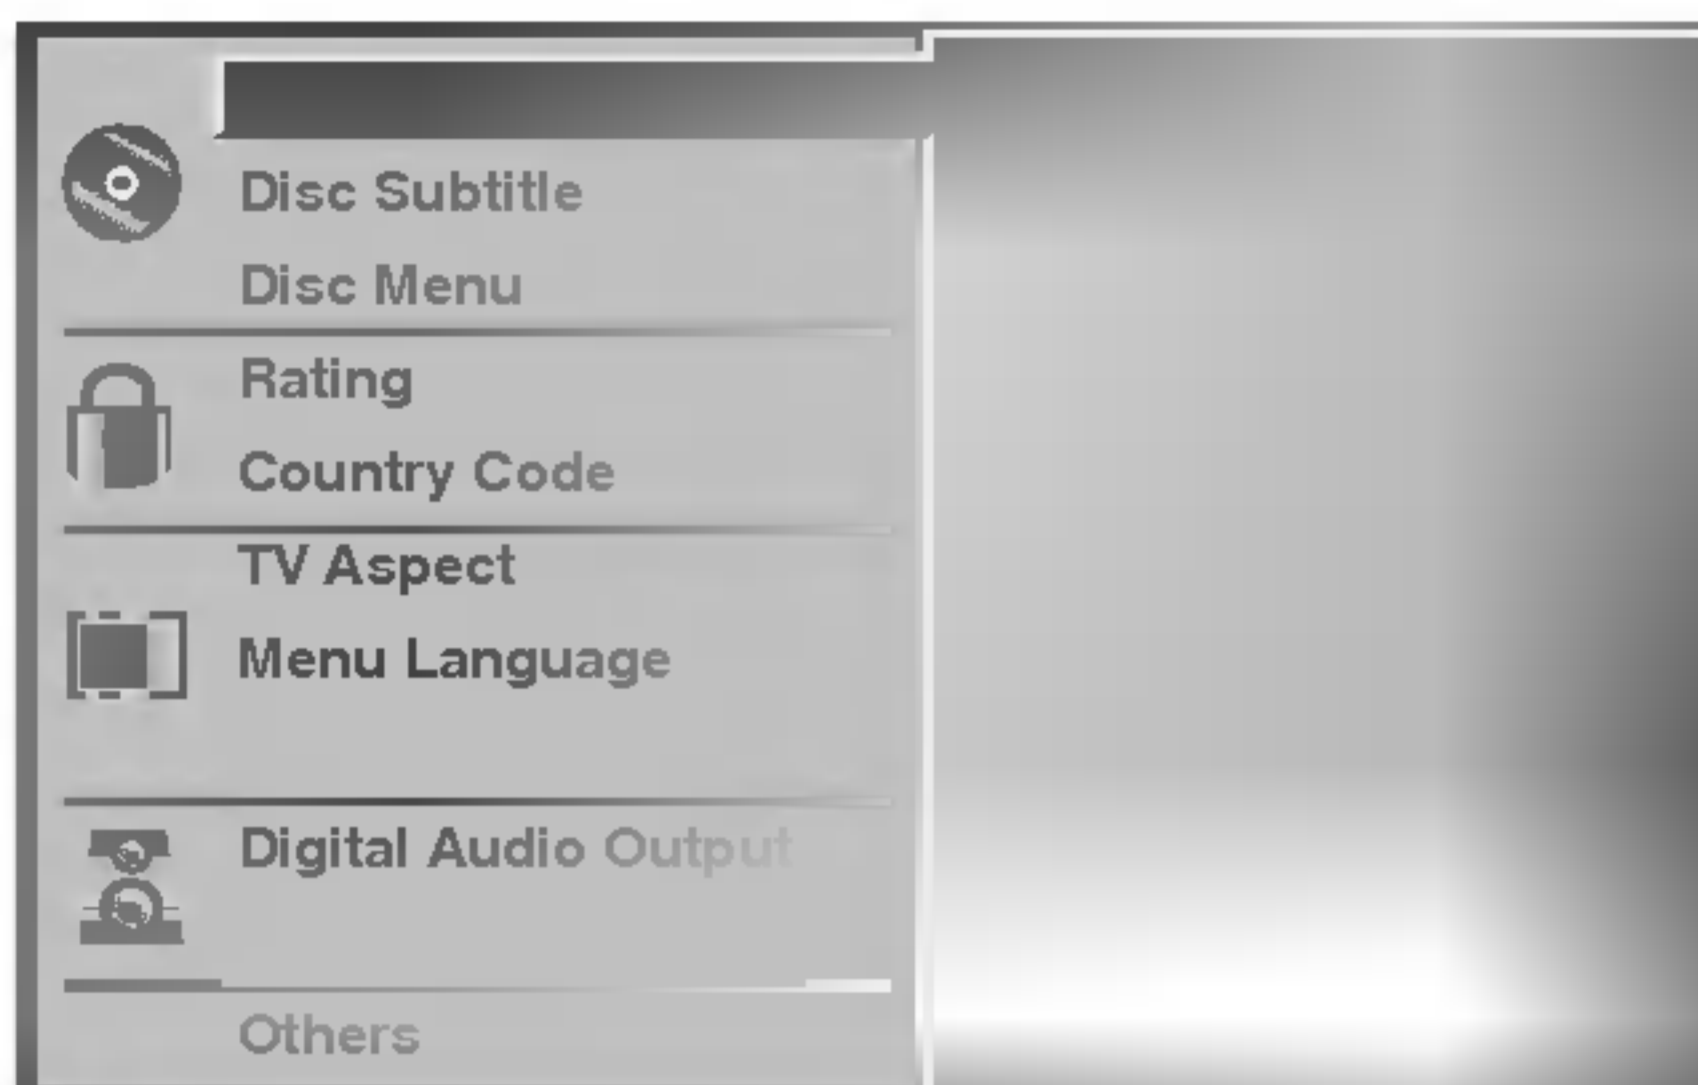 Disc Subtitle
Disc Menu
Rating
Country Code
TV Aspect
Menu Language
Digital Audio Output
Others